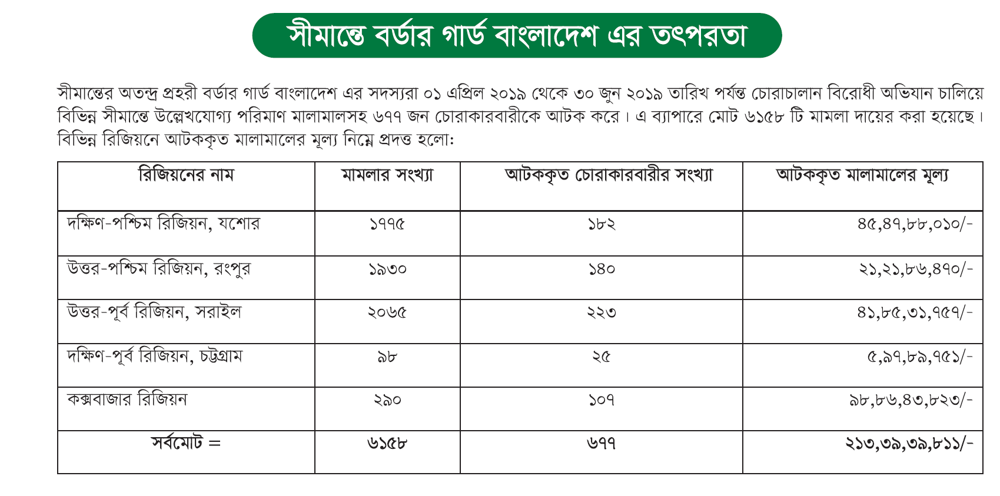 সীমান্তে বর্ডার গার্ড বাংলাদেশ এর তৎপরতা
সীমান্তের অতন্দ্র প্রহরী বর্ডার গার্ড বাংলাদেশ এর সদস্যরা ০১ এপ্রিল ২০১৯ থেকে ৩০ জুন ২০১৯ তারিখ পর্যন্ত চোরাচালান বিরোধী অভিযান চালিয়ে
বিভিন্ন সীমান্তে উল্লেখযোগ্য পরিমাণ মালামালসহ ৬৭৭ জন চোরাকারবারীকে আটক করে। এ ব্যাপারে মোট ৬১৫৮ টি মামলা দায়ের করা হয়েছে।
বিভিন্ন রিজিয়নে আটককৃত মালামালের মূল্য নিম্নে প্রদত্ত হলো:
রিজিয়নের নাম মামলার সংখ্যা আটককৃত চোরাকারবারীর সংখ্যা আটককৃত মালামালের মূল্য
দক্ষিণ-পশ্চিম রিজিয়ন, যশোর ১৭৭৫ ১৮২ ৪৫,৪৭,৮৮,০১০/-
উত্তর-পশ্চিম রিজিয়ন, রংপুর ১৯৩০ ১৪০ ২১,২১,৮৬,৪৭০/-
উত্তর-পূর্ব রিজিয়ন, সরাইল ২০৬৫ ২২৩ ৪১,৮৫,৩১,৭৫৭/-
দক্ষিণ-পূর্ব রিজিয়ন, চট্টগ্রাম ৯৮ ২৫ ৫,৯৭,৮৯,৭৫১/-
কক্সবাজার রিজিয়ন ২৯০ ১০৭ ৯৮,৮৬,৪৩,৮২৩/-
সর্বমোট = ৬১৫৮ ৬৭৭ ২১৩,৩৯,৩৯,৮১১/-